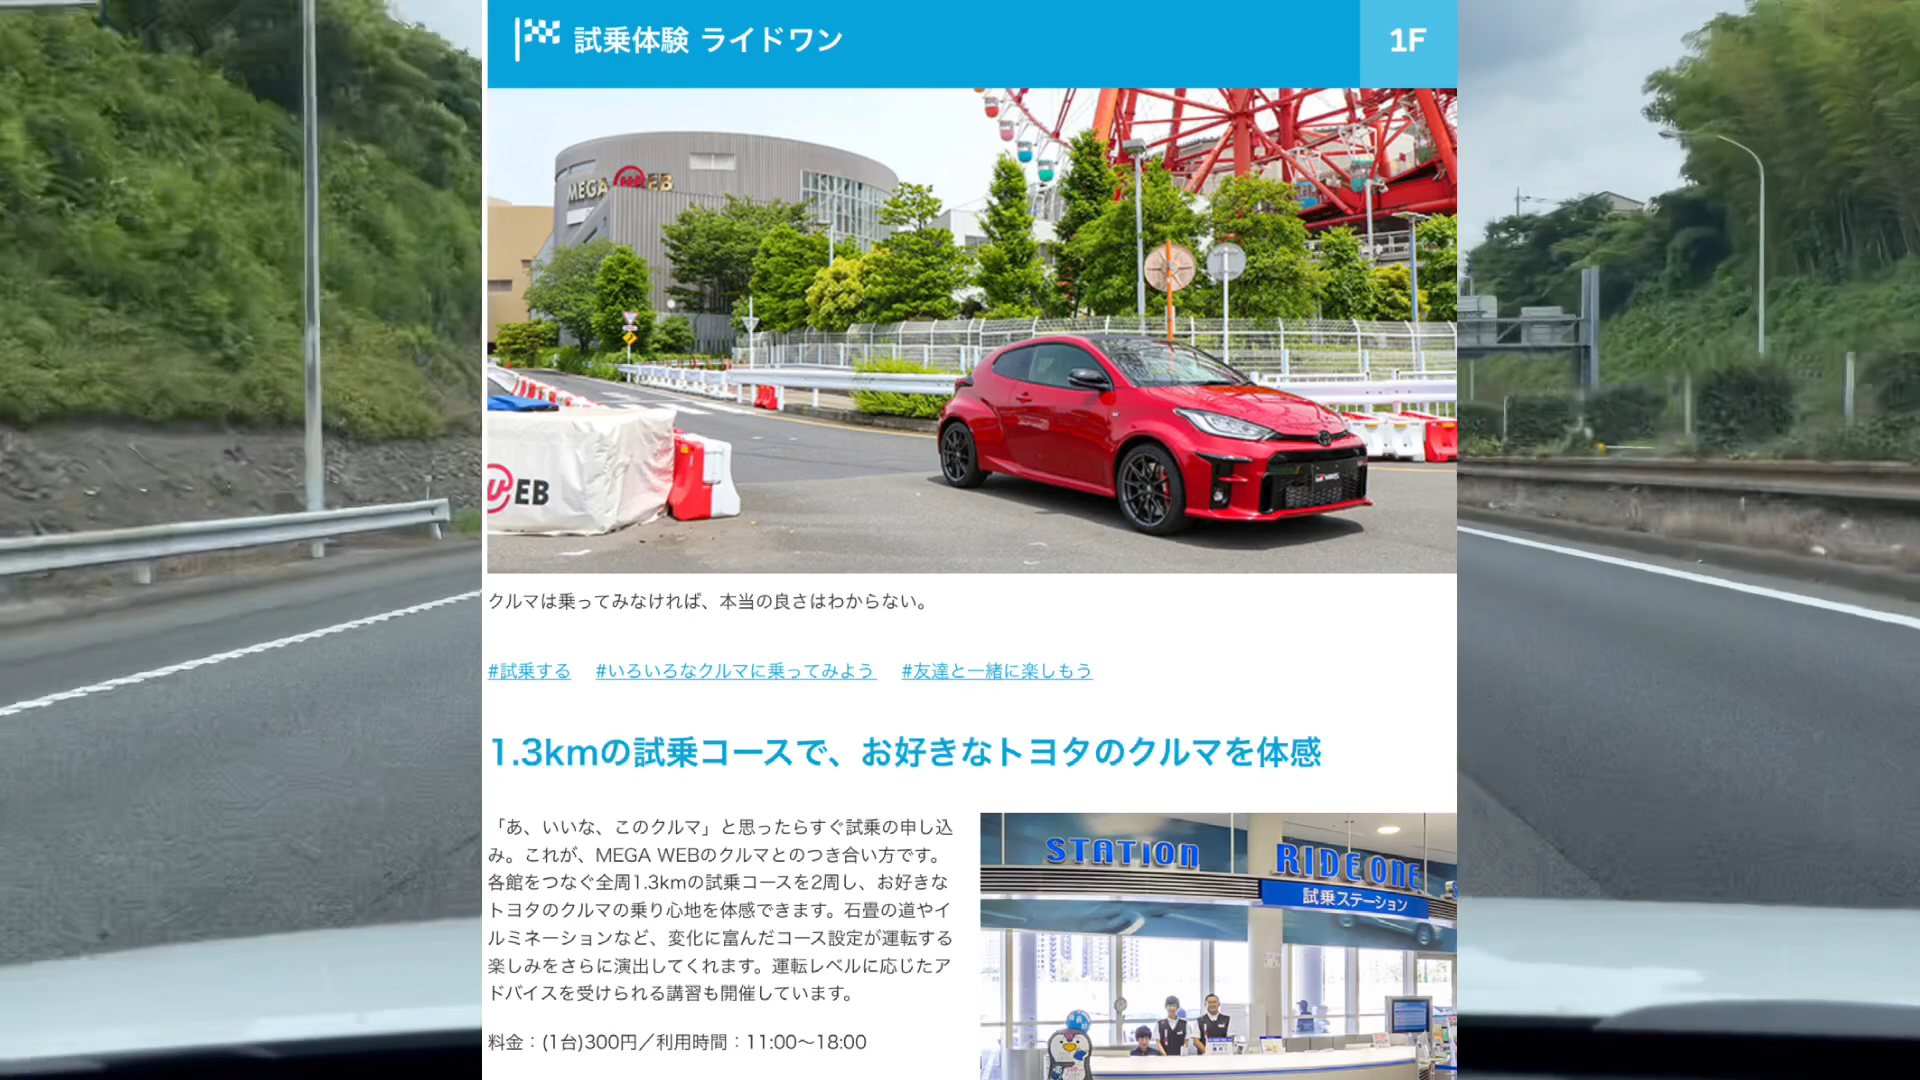 試乗体験 ライドワン
1F
MEGA WEB
WEB
クルマは乗ってみなければ、本当の良さはわからない。
#試乗する #いろいろなクルマに乗ってみよう #友達と一緒に楽しもう
1.3kmの試乗コースで、お好きなトヨタのクルマを体感
「あ、いいな、このクルマ」と思ったらすぐ試乗の申し込
み。これが、MEGA WEBのクルマとのつき合い方です。
各館をつなぐ全周1.3kmの試乗コースを2周し、お好きな
トヨタのクルマの乗り心地を体感できます。石畳の道やイ
ルミネーションなど、変化に富んだコース設定が運転する
楽しみをさらに演出してくれます。運転レベルに応じたア
ドバイスを受けられる講習も開催しています。
料金：(1台)300円／利用時間：11:00〜18:00
STATION
RIDE ONE
試乗ステーション